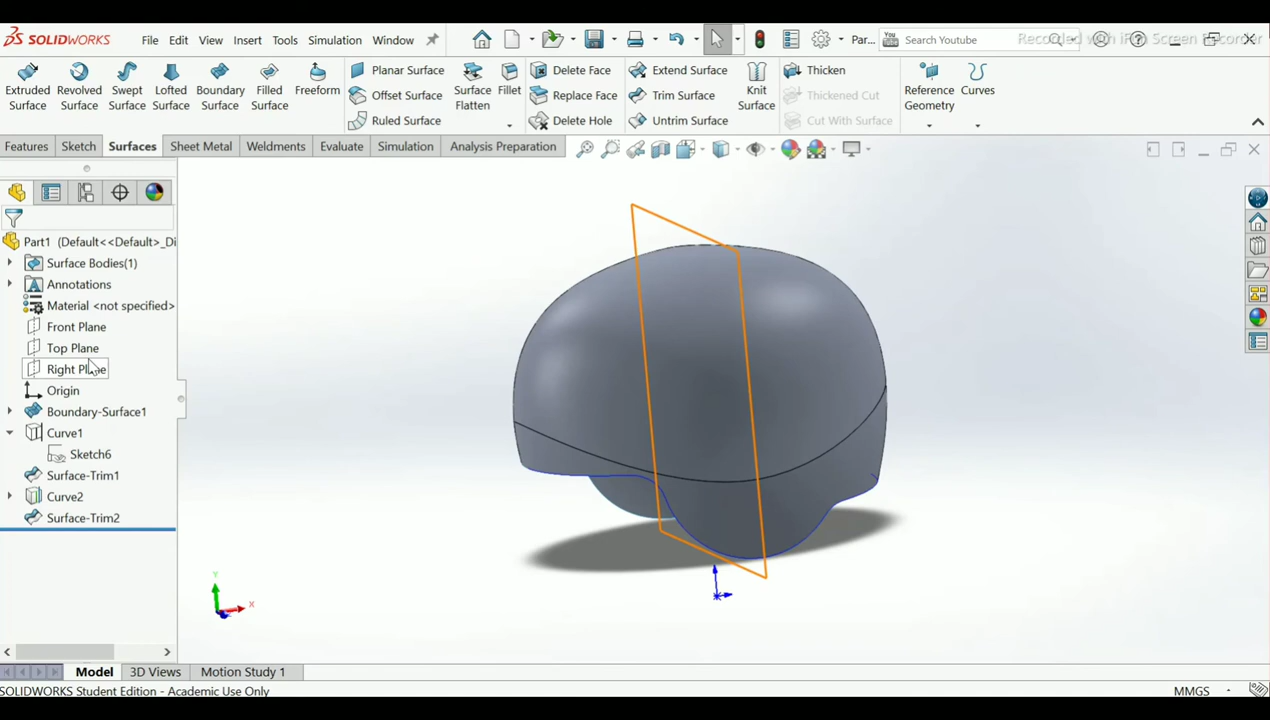 SOLIDWORKS
File Edit View Insert Tools Simulation Window
Par...
Search Youtube
Extruded Surface
Revolved Surface
Swept Surface
Lofted Surface
Boundary Surface
Filled Surface
Freeform
Planar Surface
Offset Surface
Ruled Surface
Surface Flatten
Fillet
Delete Face
Replace Face
Delete Hole
Extend Surface
Trim Surface
Untrim Surface
Knit Surface
Thicken
Thickened Cut
Cut With Surface
Reference Geometry
Curves
Features Sketch Surfaces Sheet Metal Weldments Evaluate Simulation Analysis Preparation
Part1 (Default<<Default>_Di
Surface Bodies(1)
Annotations
Material <not specified>
Front Plane
Top Plane
Right Plane
Origin
Boundary-Surface1
Curve1
Sketch6
Surface-Trim1
Curve2
Surface-Trim2
Y
X
Model 3D Views Motion Study 1
SOLIDWORKS Student Edition - Academic Use Only
MMGS -